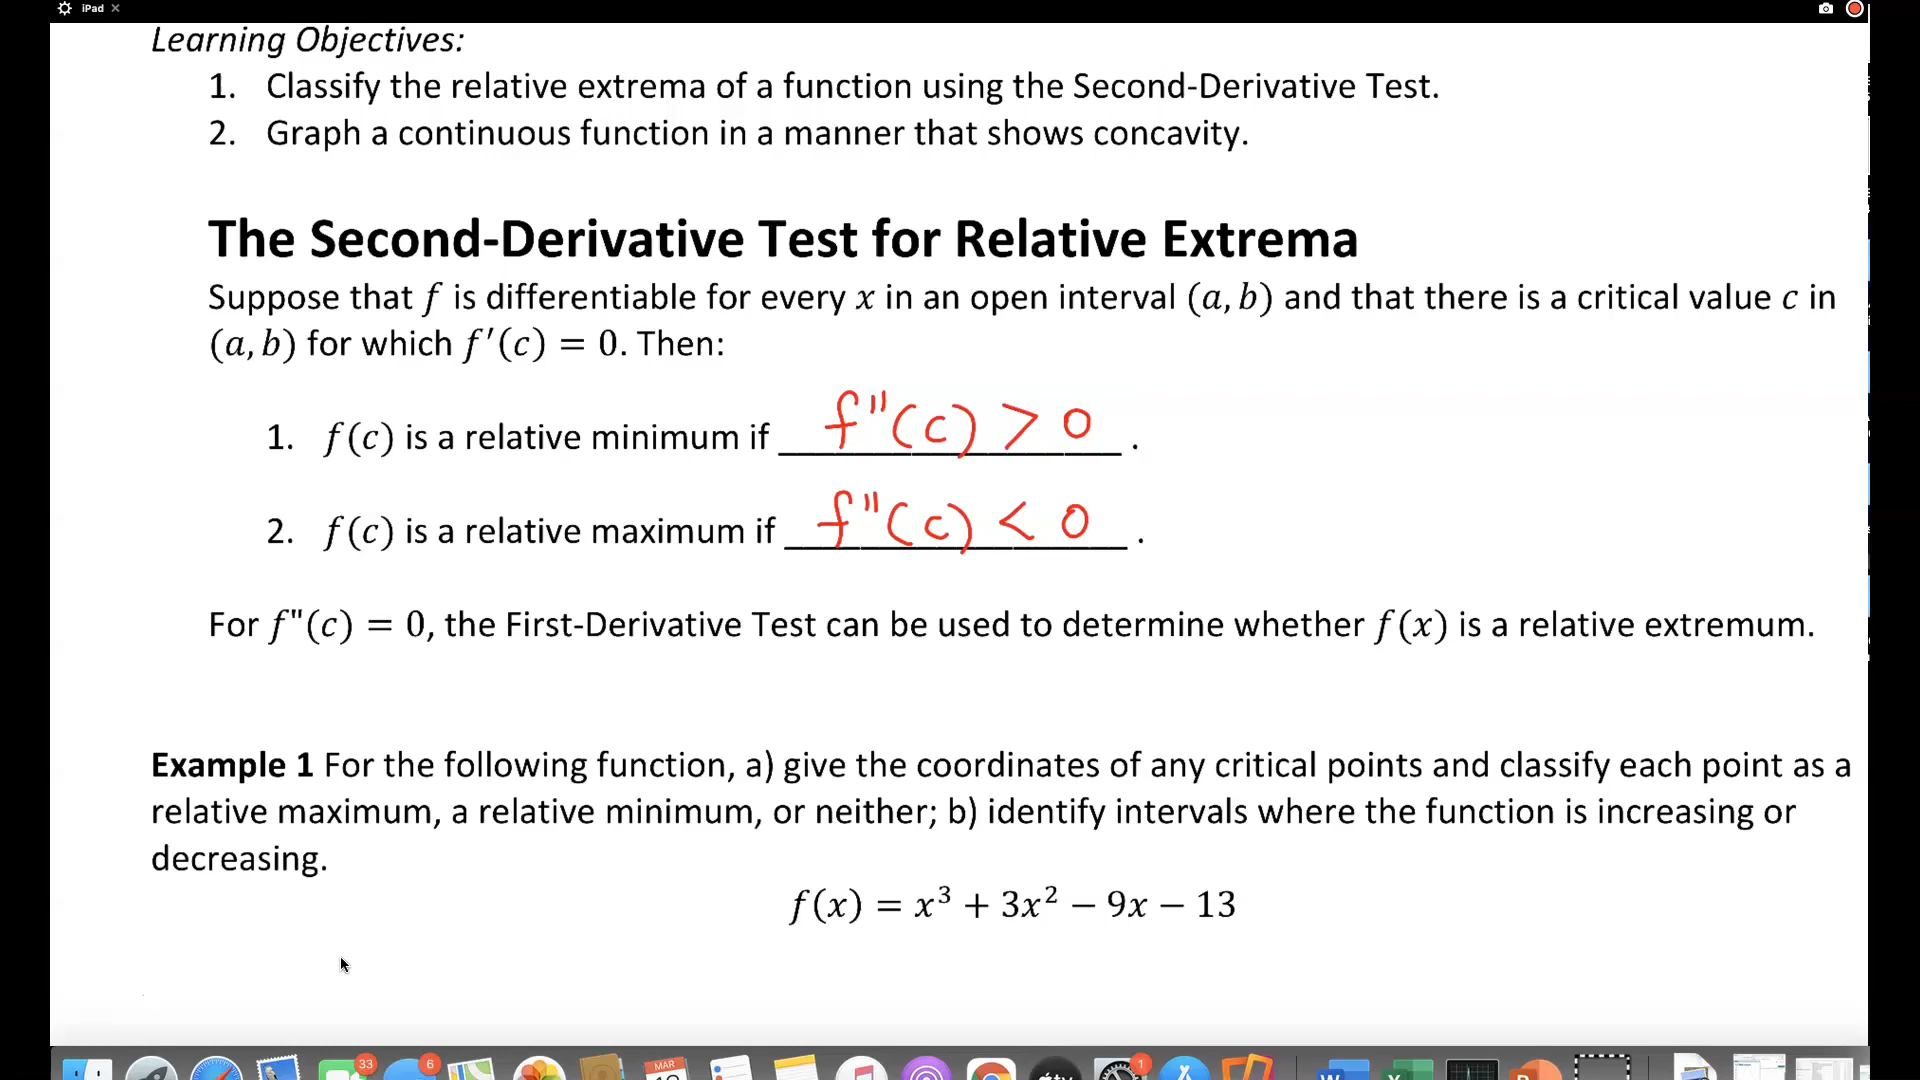 iPad
Learning Objectives:
1. Classify the relative extrema of a function using the Second-Derivative Test.
2. Graph a continuous function in a manner that shows concavity.
The Second-Derivative Test for Relative Extrema
Suppose that f is differentiable for every x in an open interval (a, b) and that there is a critical value c in
(a, b) for which f′(c) = 0. Then:
1. f(c) is a relative minimum if f"(c) > 0 .
2. f(c) is a relative maximum if f"(c) < 0 .
For f"(c) = 0, the First-Derivative Test can be used to determine whether f(x) is a relative extremum.
Example 1 For the following function, a) give the coordinates of any critical points and classify each point as a
relative maximum, a relative minimum, or neither; b) identify intervals where the function is increasing or
decreasing.
f(x) = x³ + 3x² − 9x − 13
33 6 MAR 1